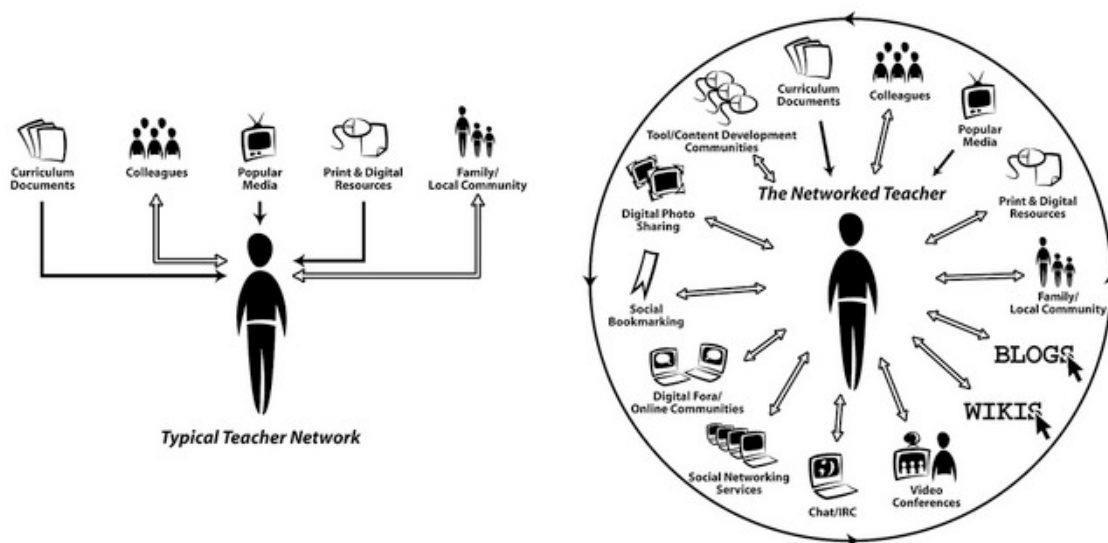 Curriculum
Documents
Colleagues
Popular
Media
Print & Digital
Resources
Family/
Local Community
Typical Teacher Network
Curriculum
Documents
Colleagues
Popular
Media
Tool/Content Development
Communities
The Networked Teacher
Print & Digital
Resources
Digital Photo
Sharing
Family/
Local Community
Social
Bookmarking
BLOGS
Digital Fora/
Online Communities
WIKIS
Social Networking
Services
Chat/IRC
Video
Conferences